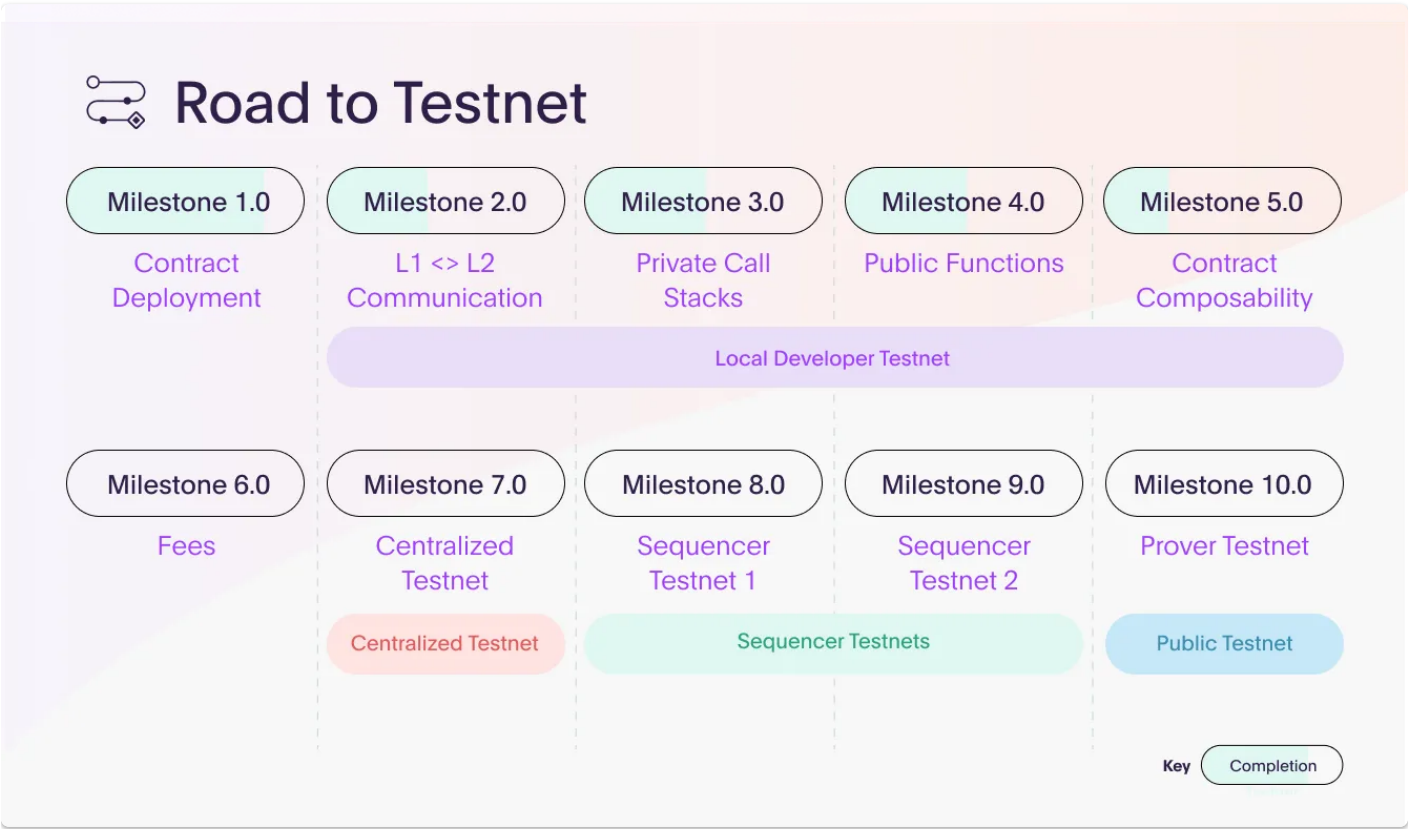 Road to Testnet
Milestone 1.0
Milestone 2.0
Milestone 3.0
Milestone 4.0
Milestone 5.0
Contract
Deployment
L1 <> L2
Communication
Private Call
Stacks
Public Functions
Contract
Composability
Local Developer Testnet
Milestone 6.0
Milestone 7.0
Milestone 8.0
Milestone 9.0
Milestone 10.0
Fees
Centralized
Testnet
Sequencer
Testnet 1
Sequencer
Testnet 2
Prover Testnet
Centralized Testnet
Sequencer Testnets
Public Testnet
Key
Completion